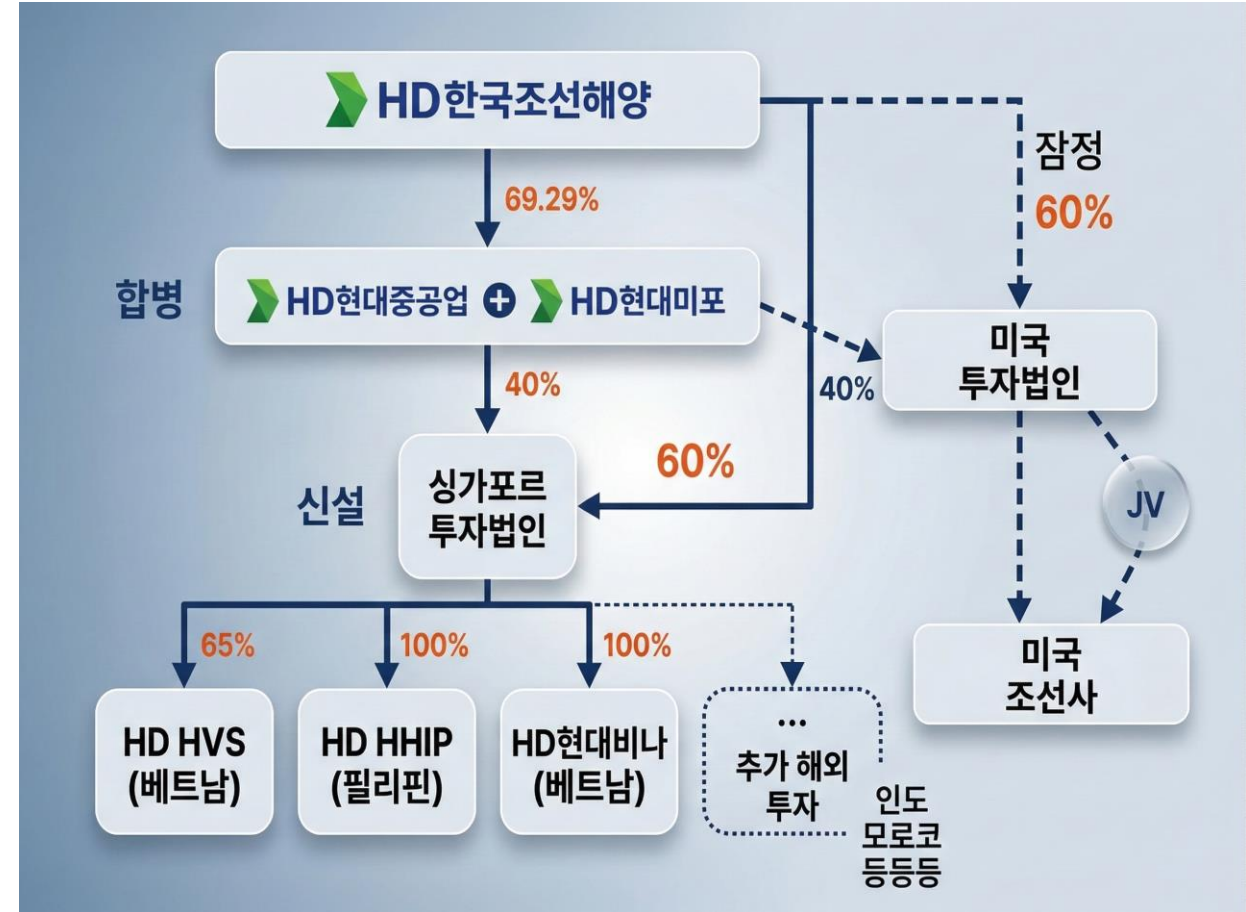 HD한국조선해양
69.29%
잠정
60%
합병
HD현대중공업 + HD현대미포
40%
40%
미국
투자법인
60%
신설
싱가포르
투자법인
JV
65%
100%
100%
미국
조선사
HD HVS
(베트남)
HD HHIP
(필리핀)
HD현대비나
(베트남)
...
추가 해외
투자
인도
모로코
등등등